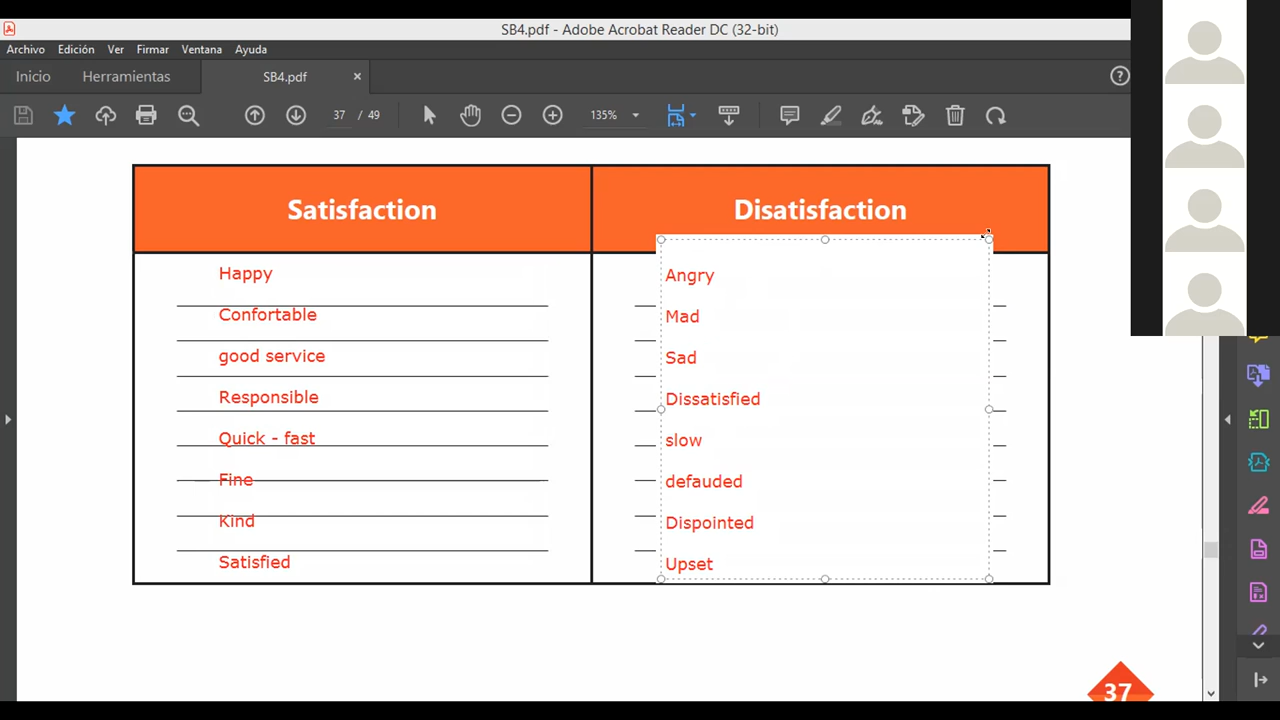 SB4.pdf - Adobe Acrobat Reader DC (32-bit)
Archivo Edición Ver Firmar Ventana Ayuda
Inicio Herramientas SB4.pdf × ?
37 / 49 135%
Satisfaction Disatisfaction
Happy Angry
Confortable Mad
good service Sad
Responsible Dissatisfied
Quick - fast slow
Fine defauded
Kind Dispointed
Satisfied Upset
37